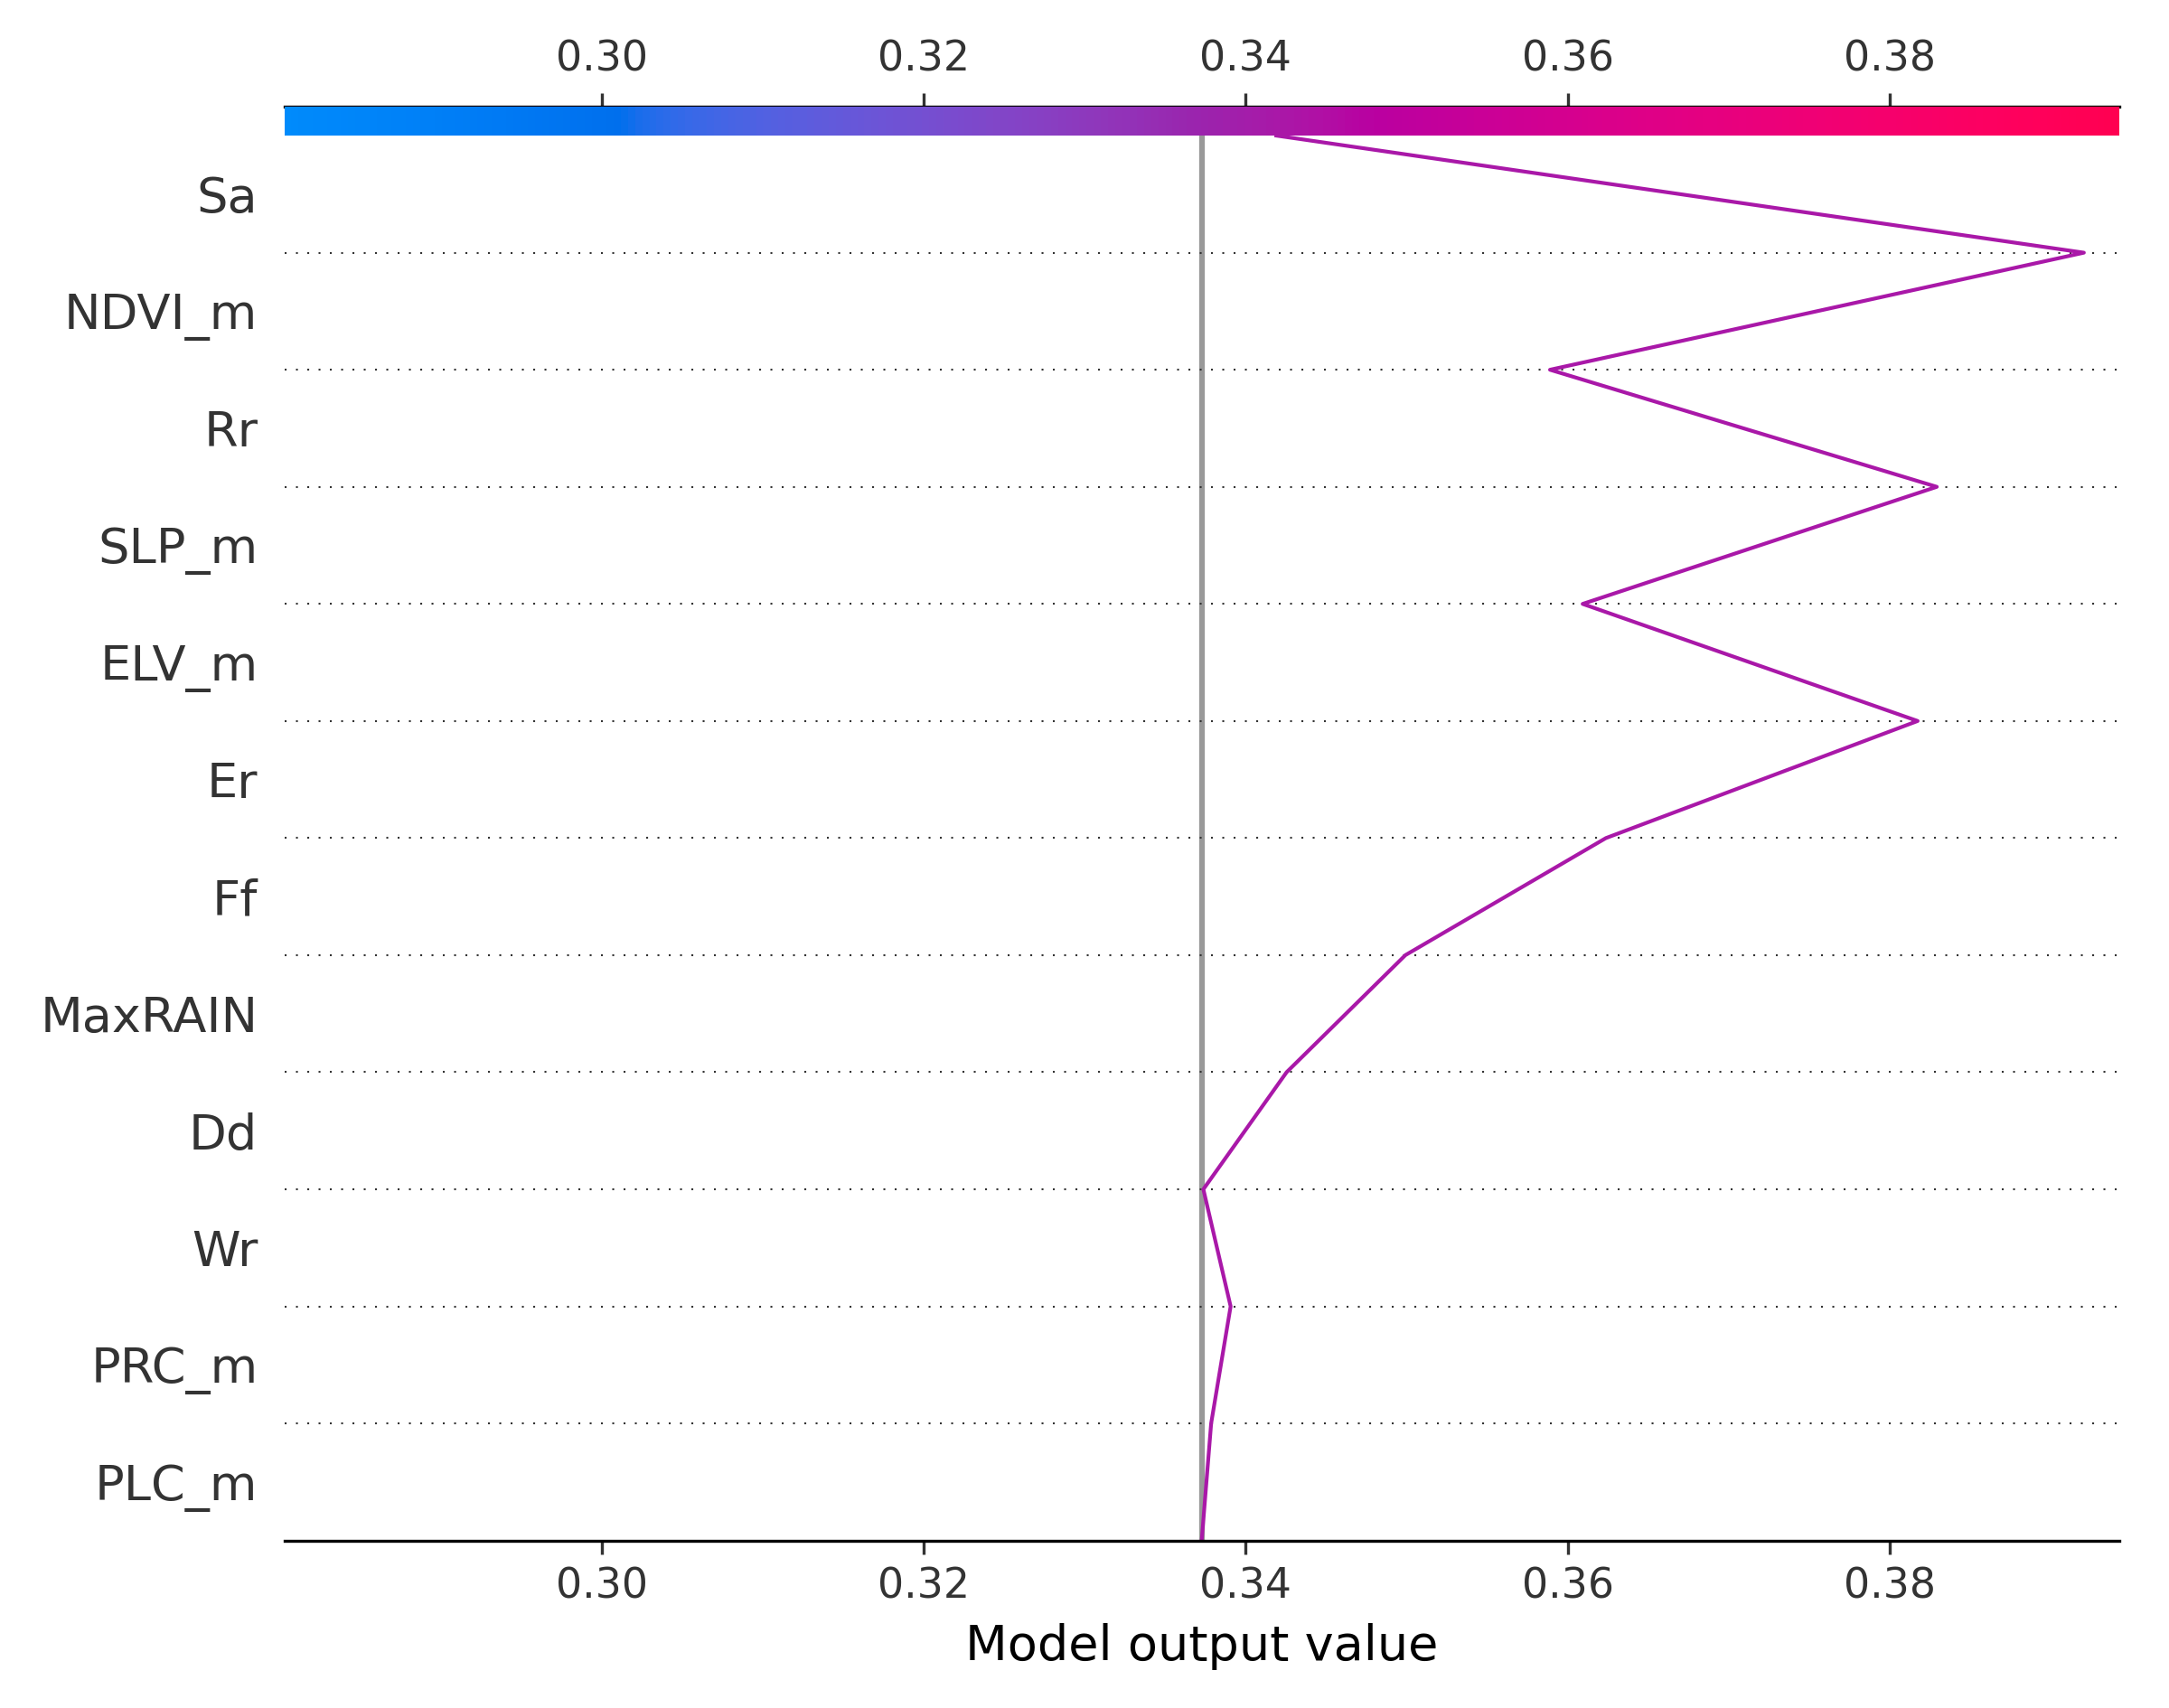 0.30 0.32 0.34 0.36 0.38
Sa
NDVI_m
Rr
SLP_m
ELV_m
Er
Ff
MaxRAIN
Dd
Wr
PRC_m
PLC_m
0.30 0.32 0.34 0.36 0.38
Model output value